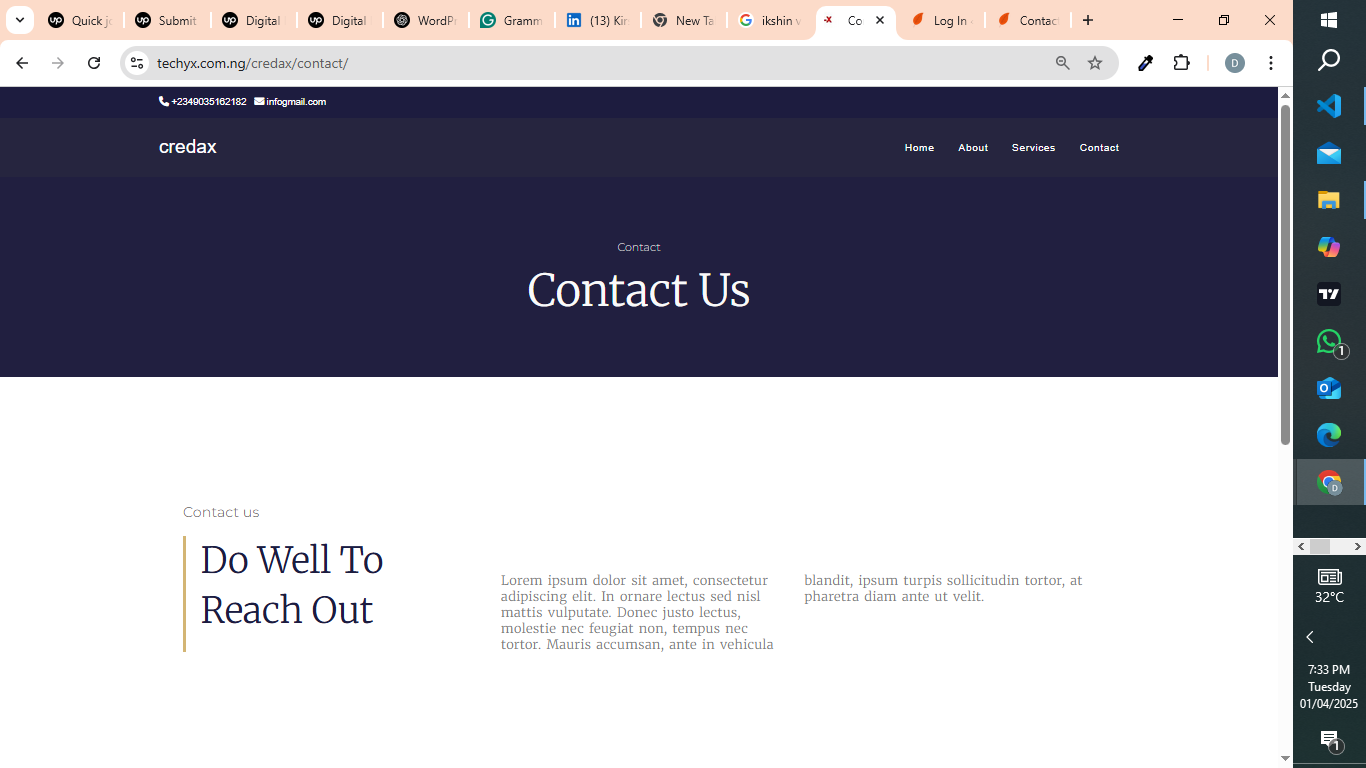 Quick j
Submit
Digital
Digital
WordPr
Gramm
(13) Kir
New Ta
ikshin v
Co
Log In
Contac
techyx.com.ng/credax/contact/
D
+2349035162182 infogmail.com
credax
Home About Services Contact
Contact
Contact Us
Contact us
Do Well To
Reach Out
Lorem ipsum dolor sit amet, consectetur
adipiscing elit. In ornare lectus sed nisl
mattis vulputate. Donec justo lectus,
molestie nec feugiat non, tempus nec
tortor. Mauris accumsan, ante in vehicula
blandit, ipsum turpis sollicitudin tortor, at
pharetra diam ante ut velit.
1
D
32°C
7:33 PM
Tuesday
01/04/2025
1